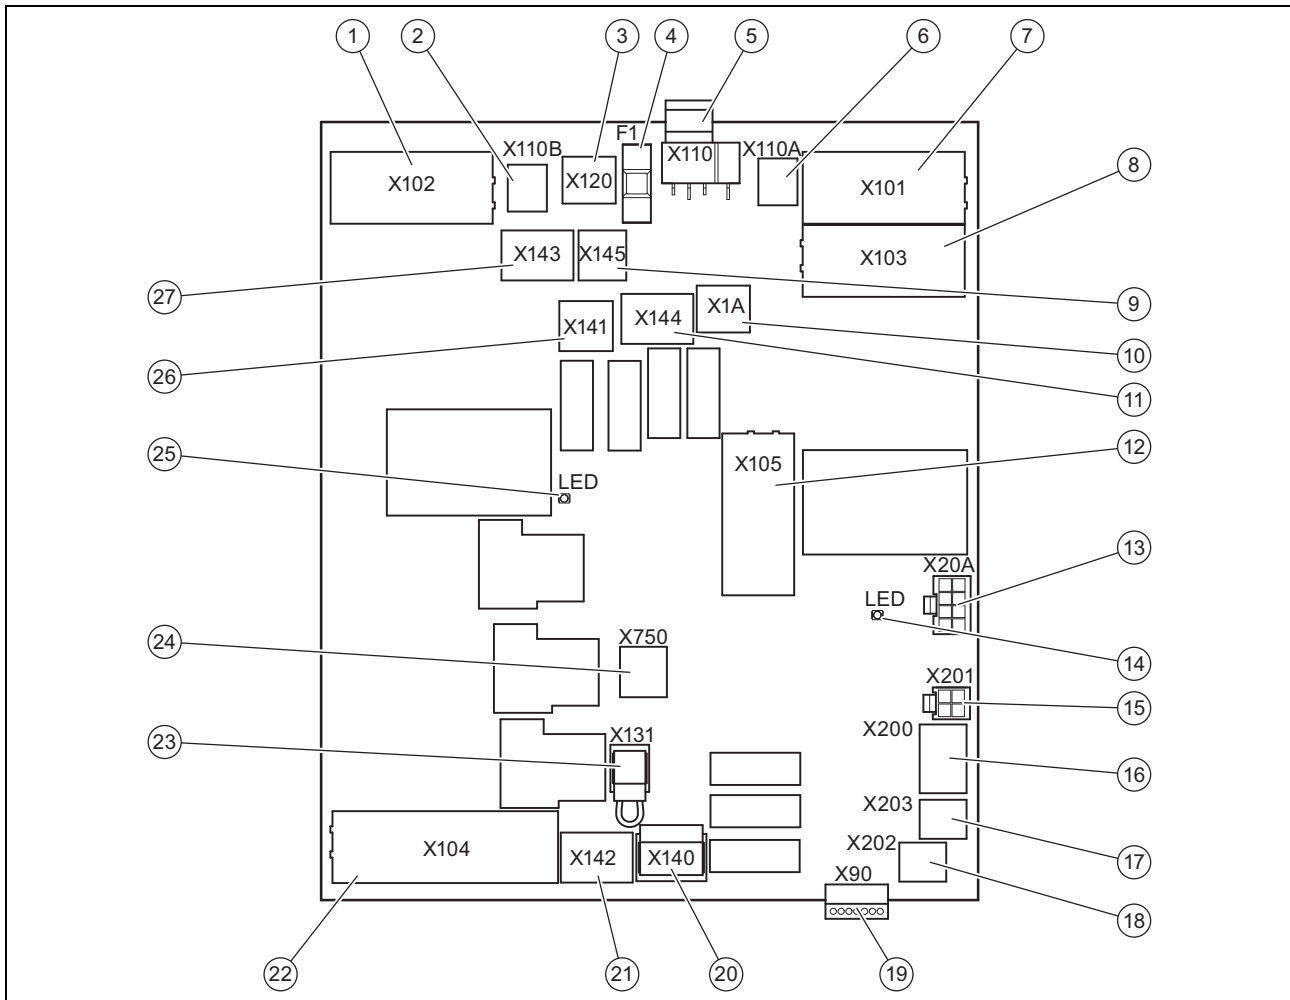 1 2 3 4 5 6 7
F1
X110B X110 X110A
X102 X120 X101
8
X143 X145 X103
27 9
X1A
X141 X144
10
26
11
25 X105 12
LED
13
X20A
LED
24 X750
14
X201
15
23 X131 X200
16
X203
X104 X142 X140 X202
17
X90
18
22 21 20 19